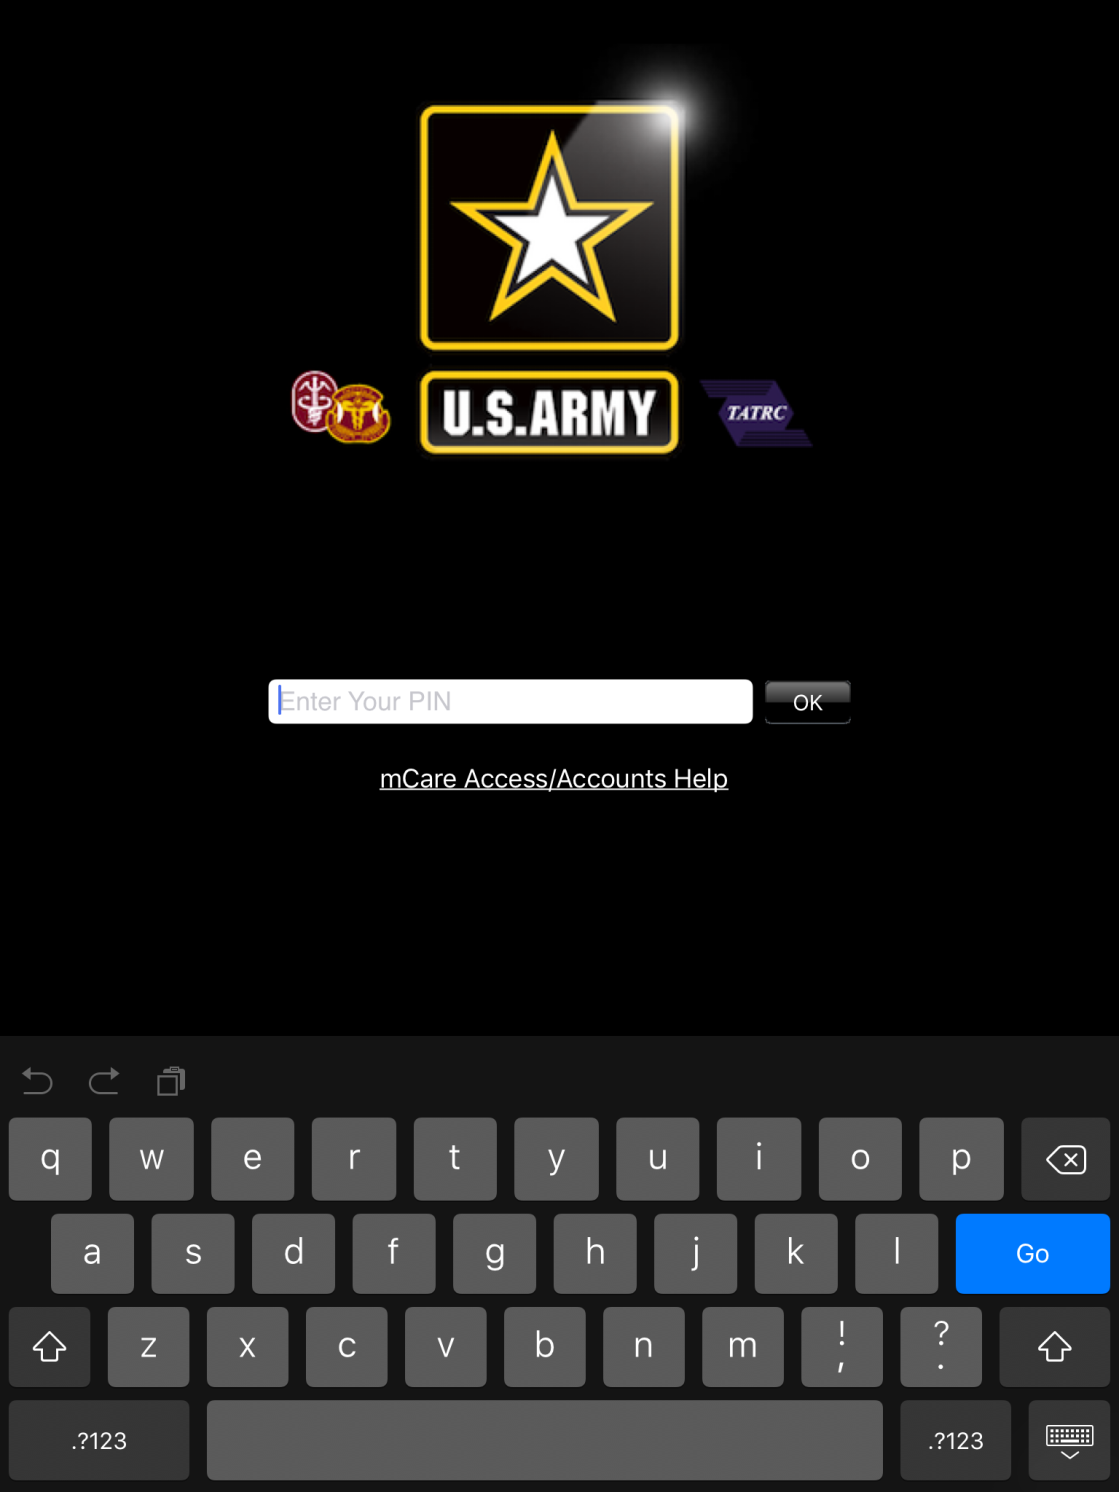 U.S.ARMY
TATRC
Enter Your PIN
OK
mCare Access/Accounts Help
q w e r t y u i o p
a s d f g h j k l Go
z x c v b n m ! , ? .
.?123 .?123